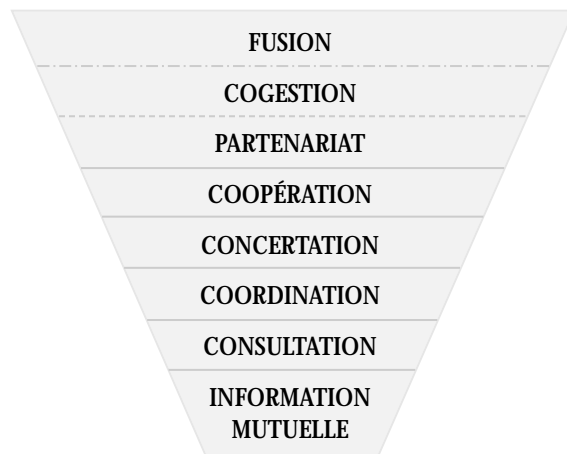 FUSION
COGESTION
PARTENARIAT
COOPÉRATION
CONCERTATION
COORDINATION
CONSULTATION
INFORMATION
MUTUELLE